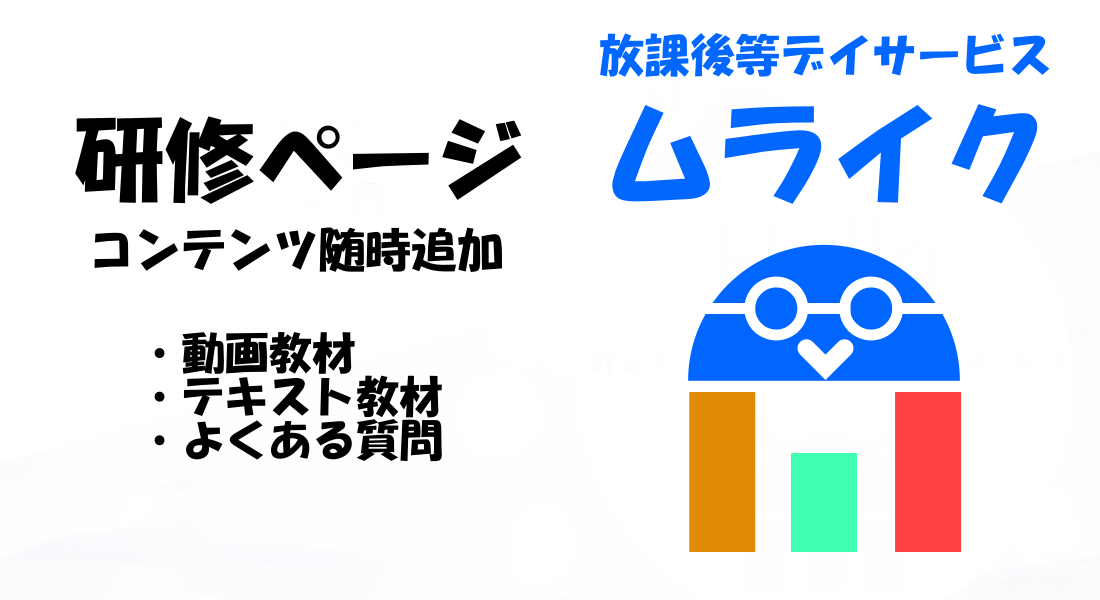 研修ページ
コンテンツ随時追加
・動画教材
・テキスト教材
・よくある質問
放課後等デイサービス
ムライク